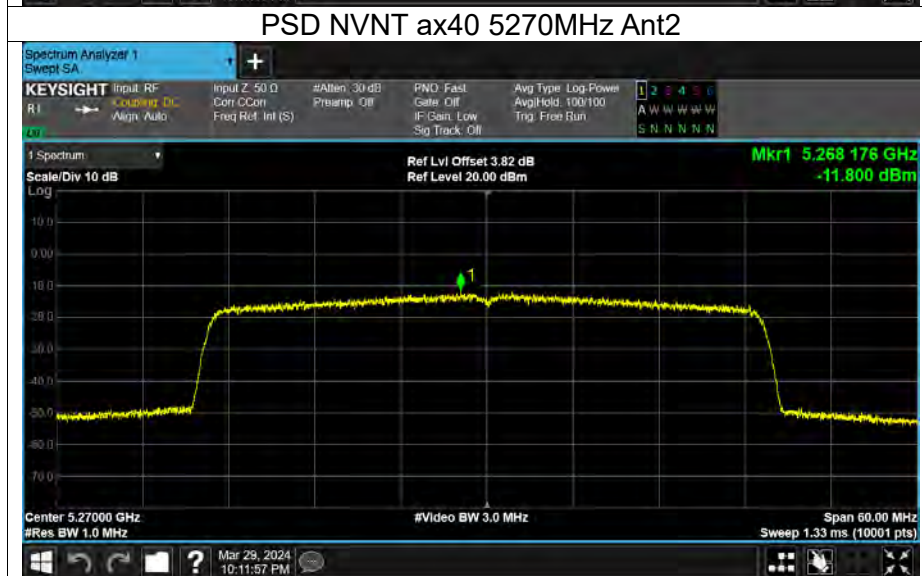 PSD NVNT ax40 5270MHz Ant2
Spectrum Analyzer 1
Swept SA
+
KEYSIGHT Input: RF
Coupling: DC
Align: Auto
Input Z: 50 Ω
Corr CCorr
Freq Ref: Int (S)
#Atten: 30 dB
Preamp: Off
PNO: Fast
Gate: Off
IF Gain: Low
Sig Track: Off
Avg Type: Log-Power
Avg|Hold: 100/100
Trig: Free Run
1 2 3 4 5 6
A W W W W W
S N N N N N
1 Spectrum
Scale/Div 10 dB
Log
Ref Lvl Offset 3.82 dB
Ref Level 20.00 dBm
Mkr1 5.268 176 GHz
-11.800 dBm
10.0
0.00
-10.0
-20.0
-30.0
-40.0
-50.0
-60.0
-70.0
1
Center 5.27000 GHz
#Res BW 1.0 MHz
#Video BW 3.0 MHz
Span 60.00 MHz
Sweep 1.33 ms (10001 pts)
?
Mar 29, 2024
10:11:57 PM